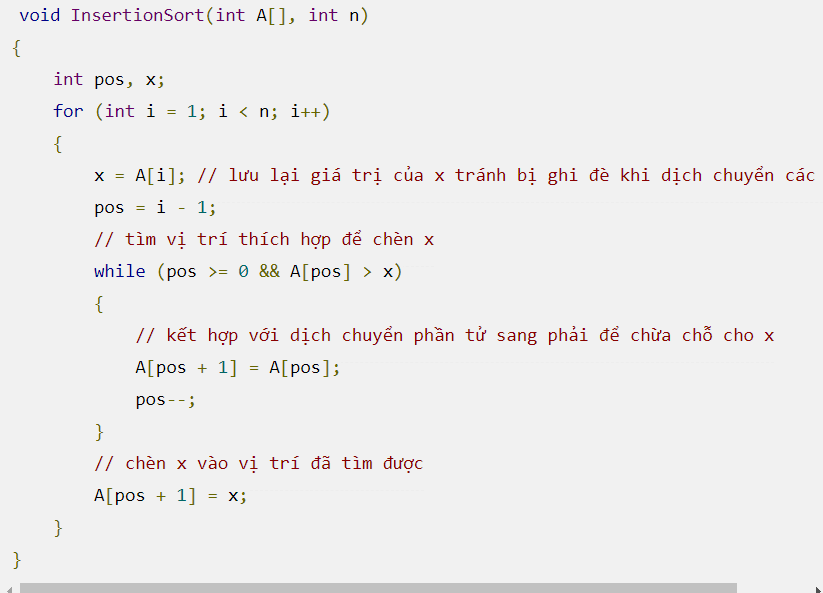 void InsertionSort(int A[], int n)
{
    int pos, x;
    for (int i = 1; i < n; i++)
    {
        x = A[i]; // lưu lại giá trị của x tránh bị ghi đè khi dịch chuyển các
        pos = i - 1;
        // tìm vị trí thích hợp để chèn x
        while (pos >= 0 && A[pos] > x)
        {
            // kết hợp với dịch chuyển phần tử sang phải để chừa chỗ cho x
            A[pos + 1] = A[pos];
            pos--;
        }
        // chèn x vào vị trí đã tìm được
        A[pos + 1] = x;
    }
}